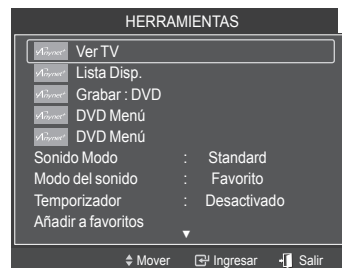 HERRAMIENTAS
Anynet+ Ver TV
Anynet+ Lista Disp.
Anynet+ Grabar : DVD
Anynet+ DVD Menú
Anynet+ DVD Menú
Sonido Modo : Standard
Modo del sonido : Favorito
Temporizador : Desactivado
Añadir a favoritos
Mover Ingresar Salir